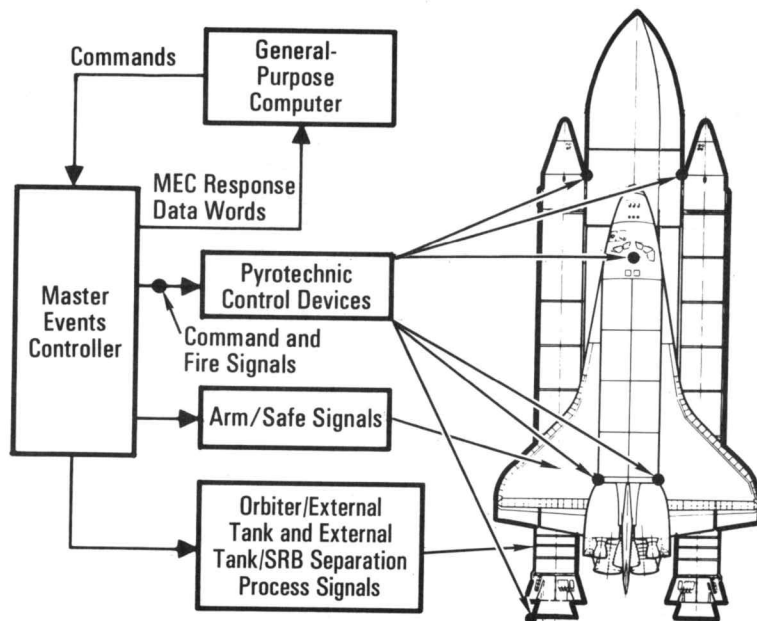 Commands
General-
Purpose
Computer
MEC Response
Data Words
Master
Events
Controller
Pyrotechnic
Control Devices
Command and
Fire Signals
Arm/Safe Signals
Orbiter/External
Tank and External
Tank/SRB Separation
Process Signals